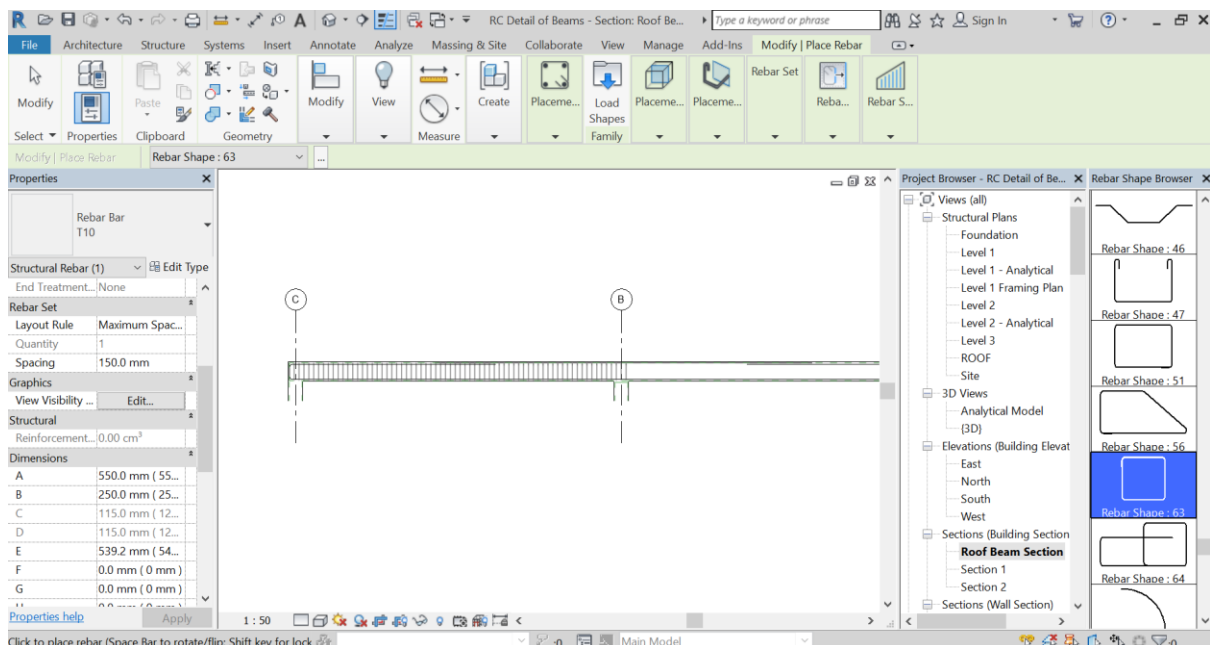 RC Detail of Beams - Section: Roof Be...
Type a keyword or phrase
Sign In
File Architecture Structure Systems Insert Annotate Analyze Massing & Site Collaborate View Manage Add-Ins Modify | Place Rebar
Modify
Paste
Modify
View
Create
Placeme...
Load
Shapes
Placeme...
Placeme...
Rebar Set
Reba...
Rebar S...
Select Properties Clipboard Geometry Measure Family
Modify | Place Rebar Rebar Shape : 63 ...
Properties
Rebar Bar
T10
Structural Rebar (1) Edit Type
End Treatment... None
Rebar Set
Layout Rule Maximum Spac...
Quantity 1
Spacing 150.0 mm
Graphics
View Visibility ... Edit...
Structural
Reinforcement... 0.00 cm³
Dimensions
A 550.0 mm ( 55...
B 250.0 mm ( 25...
C 115.0 mm ( 12...
D 115.0 mm ( 12...
E 539.2 mm ( 54...
F 0.0 mm ( 0 mm )
G 0.0 mm ( 0 mm )
Properties help Apply
C B
1 : 50
Project Browser - RC Detail of Be...
Views (all)
Structural Plans
Foundation
Level 1
Level 1 - Analytical
Level 1 Framing Plan
Level 2
Level 2 - Analytical
Level 3
ROOF
Site
3D Views
Analytical Model
{3D}
Elevations (Building Elevat
East
North
South
West
Sections (Building Section
Roof Beam Section
Section 1
Section 2
Sections (Wall Section)
Rebar Shape Browser
Rebar Shape : 46
Rebar Shape : 47
Rebar Shape : 51
Rebar Shape : 56
Rebar Shape : 63
Rebar Shape : 64
Click to place rebar (Space Bar to rotate/flip; Shift key for lock
:0
Main Model
:0